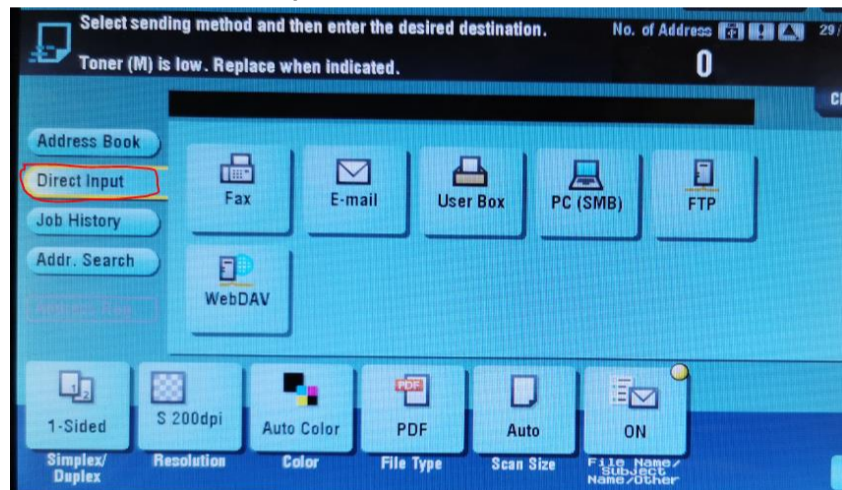 Select sending method and then enter the desired destination.
No. of Address
29/
Toner (M) is low. Replace when indicated.
0
Address Book
Direct Input
Job History
Addr. Search
Fax
E-mail
User Box
PC (SMB)
FTP
WebDAV
1-Sided
S 200dpi
Auto Color
PDF
PDF
Auto
ON
Simplex/
Duplex
Resolution
Color
File Type
Scan Size
File Name/
Subject
Name/Other